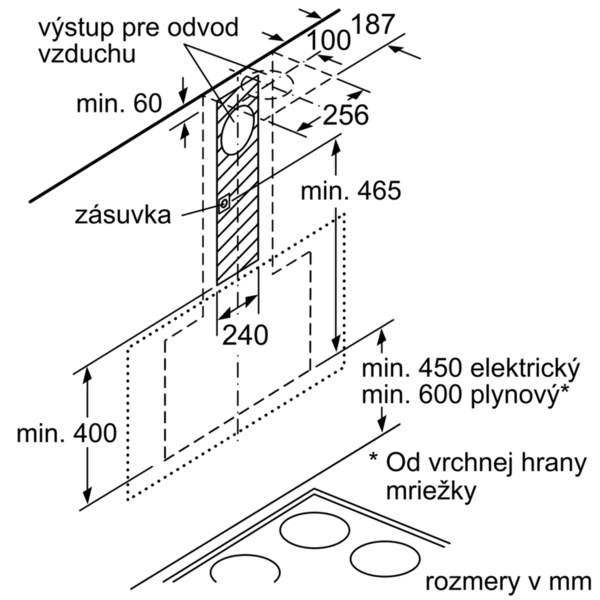 výstup pre odvod
vzduchu
187
100
min. 60
256
min. 465
zásuvka
240
min. 450 elektrický
min. 600 plynový*
min. 400
* Od vrchnej hrany
mriežky
rozmery v mm